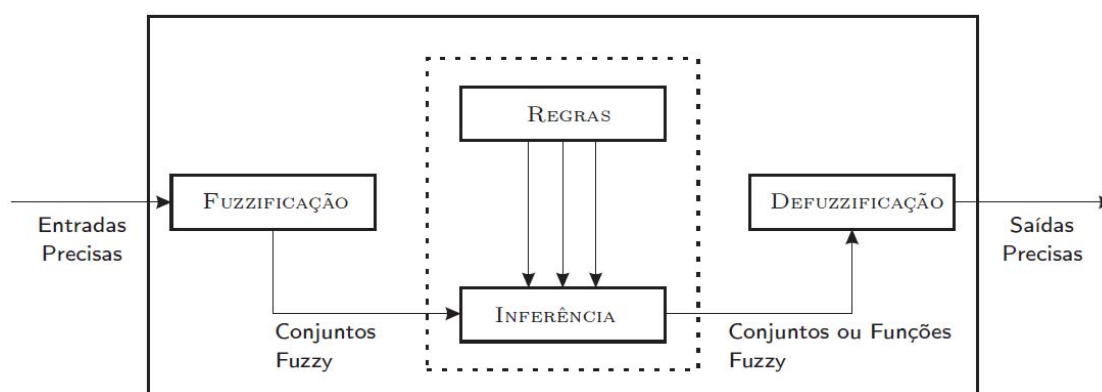 REGRAS
FUZZIFICAÇÃO
DEFUZZIFICAÇÃO
Entradas
Precisas
Saídas
Precisas
INFERÊNCIA
Conjuntos
Fuzzy
Conjuntos ou Funções
Fuzzy